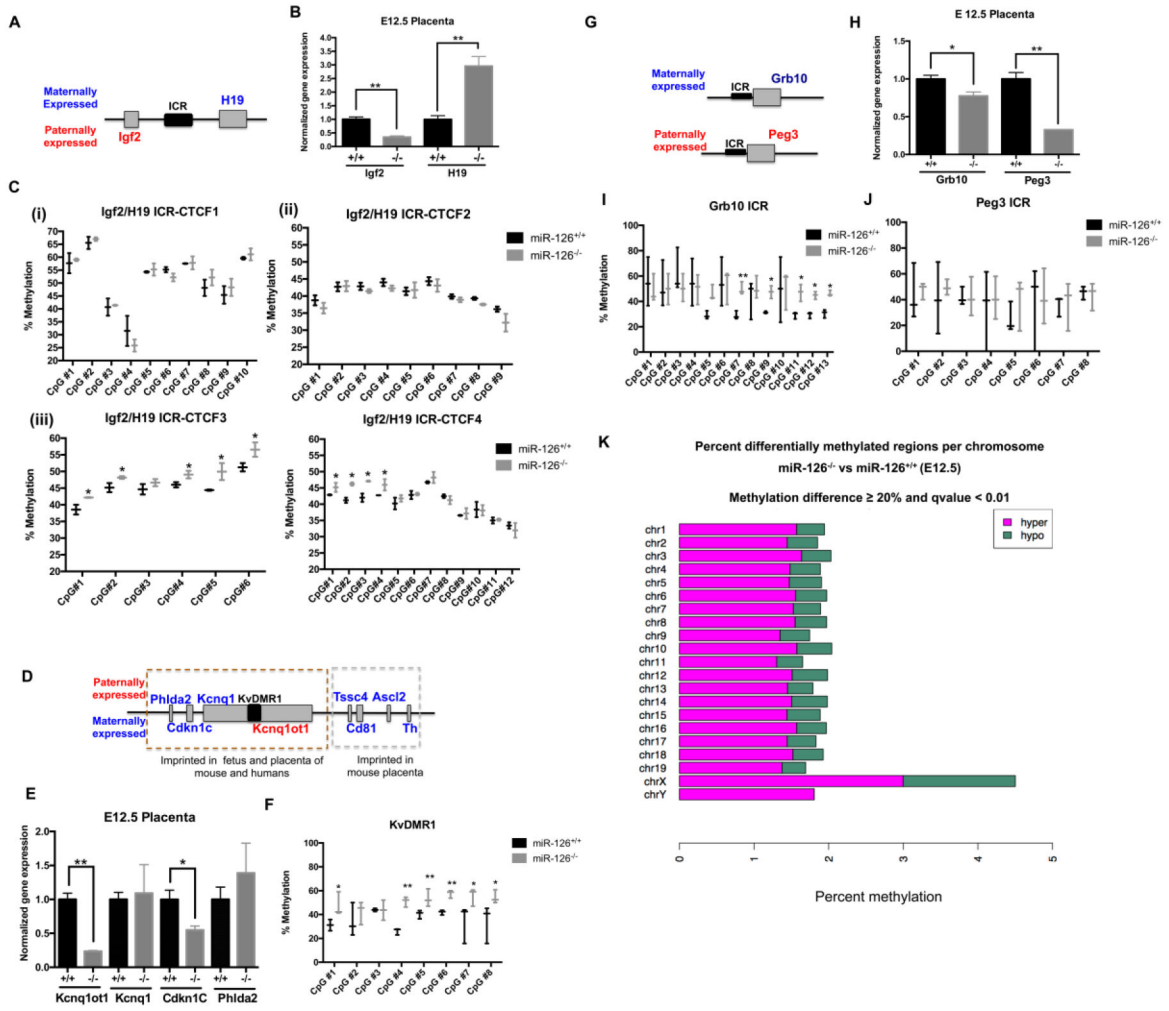 A
Maternally
Expressed
Paternally
expressed
ICR
H19
Igf2
B
E12.5 Placenta
Normalized gene expression
4.0
3.5
3.0
2.5
2.0
1.5
1.0
0.5
0.0
**
**
+/+
-/-
+/+
-/-
Igf2
H19
C
(i)
Igf2/H19 ICR-CTCF1
% Methylation
70
65
60
55
50
45
40
35
30
25
20
CpG #1
CpG #2
CpG #3
CpG #4
CpG #5
CpG #6
CpG #7
CpG #8
CpG #9
CpG #10
(ii)
Igf2/H19 ICR-CTCF2
miR-126+/+
miR-126-/-
% Methylation
60
55
50
45
40
35
30
25
20
CpG #1
CpG #2
CpG #3
CpG #4
CpG #5
CpG #6
CpG #7
CpG #8
CpG #9
(iii)
Igf2/H19 ICR-CTCF3
% Methylation
65
60
55
50
45
40
35
30
25
20
* * * * *
CpG#1
CpG#2
CpG#3
CpG#4
CpG#5
CpG#6
Igf2/H19 ICR-CTCF4
miR-126+/+
miR-126-/-
% Methylation
60
55
50
45
40
35
30
25
20
* * * *
CpG#1
CpG#2
CpG#3
CpG#4
CpG#5
CpG#6
CpG#7
CpG#8
CpG#9
CpG#10
CpG#11
CpG#12
D
Paternally
expressed
Maternally
expressed
Phlda2 Kcnq1 KvDMR1
Cdkn1c Kcnq1ot1
Tssc4 Ascl2
Cd81 Th
Imprinted in fetus and placenta of
mouse and humans
Imprinted in
mouse placenta
E
E12.5 Placenta
Normalized gene expression
2.0
1.5
1.0
0.5
0.0
**
*
+/+ -/- +/+ -/- +/+ -/- +/+ -/-
Kcnq1ot1 Kcnq1 Cdkn1C Phlda2
F
KvDMR1
miR-126+/+
miR-126-/-
% Methylation
100
80
60
40
20
0
* ** ** ** * *
CpG #1
CpG #2
CpG #3
CpG #4
CpG #5
CpG #6
CpG #7
CpG #8
G
Maternally
expressed
ICR
Grb10
Paternally
expressed
ICR
Peg3
H
E 12.5 Placenta
Normalized gene expression
1.5
1.0
0.5
0.0
*
**
+/+ -/- +/+ -/-
Grb10 Peg3
I
Grb10 ICR
miR-126+/+
miR-126-/-
% Methylation
100
80
60
40
20
0
** * * * *
CpG #1
CpG #2
CpG #3
CpG #4
CpG #5
CpG #6
CpG #7
CpG #8
CpG #9
CpG #10
CpG #11
CpG #12
CpG #13
J
Peg3 ICR
miR-126+/+
miR-126-/-
% Methylation
100
80
60
40
20
0
CpG #1
CpG #2
CpG #3
CpG #4
CpG #5
CpG #6
CpG #7
CpG #8
K
Percent differentially methylated regions per chromosome
miR-126-/- vs miR-126+/+ (E12.5)
Methylation difference ≥ 20% and qvalue < 0.01
hyper
hypo
chr1
chr2
chr3
chr4
chr5
chr6
chr7
chr8
chr9
chr10
chr11
chr12
chr13
chr14
chr15
chr16
chr17
chr18
chr19
chrX
chrY
0 1 2 3 4 5
Percent methylation